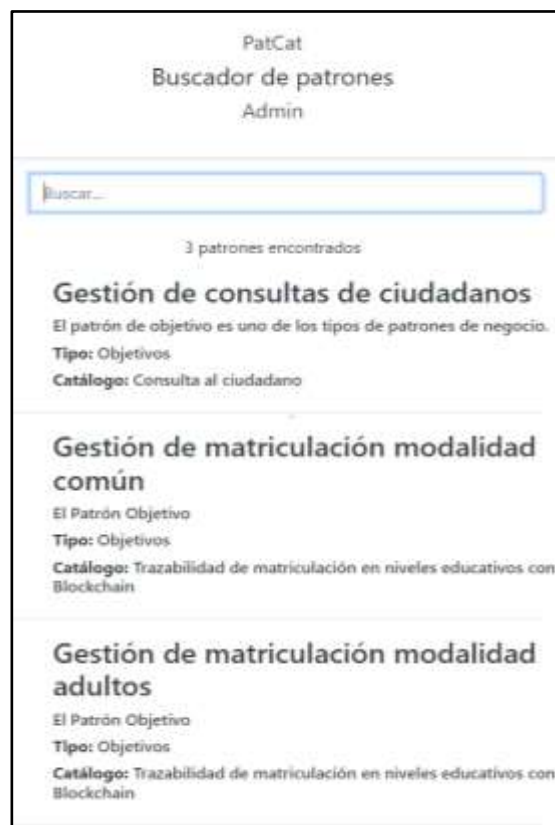 PatCat
Buscador de patrones
Admin
Buscar...
3 patrones encontrados
Gestión de consultas de ciudadanos
El patrón de objetivo es uno de los tipos de patrones de negocio.
Tipo: Objetivos
Catálogo: Consulta al ciudadano
Gestión de matriculación modalidad
común
El Patrón Objetivo
Tipo: Objetivos
Catálogo: Trazabilidad de matriculación en niveles educativos con
Blockchain
Gestión de matriculación modalidad
adultos
El Patrón Objetivo
Tipo: Objetivos
Catálogo: Trazabilidad de matriculación en niveles educativos con
Blockchain